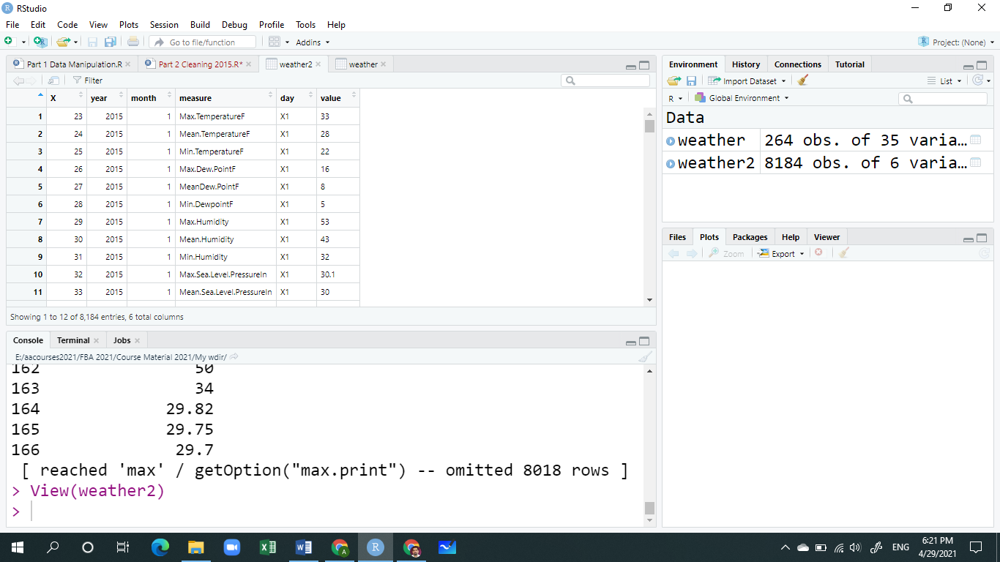 RStudio
File Edit Code View Plots Session Build Debug Profile Tools Help
Go to file/function Addins Project: (None)
Part 1 Data Manipulation.R Part 2 Cleaning 2015.R* weather2 weather
Filter
X year month measure day value
1 23 2015 1 Max.TemperatureF X1 33
2 24 2015 1 Mean.TemperatureF X1 28
3 25 2015 1 Min.TemperatureF X1 22
4 26 2015 1 Max.Dew.PointF X1 16
5 27 2015 1 MeanDew.PointF X1 8
6 28 2015 1 Min.DewpointF X1 5
7 29 2015 1 Max.Humidity X1 53
8 30 2015 1 Mean.Humidity X1 43
9 31 2015 1 Min.Humidity X1 32
10 32 2015 1 Max.Sea.Level.PressureIn X1 30.1
11 33 2015 1 Mean.Sea.Level.PressureIn X1 30
Showing 1 to 12 of 8,184 entries, 6 total columns
Console Terminal Jobs
E:/aacourses2021/FBA 2021/Course Material 2021/My wdir/
162 50
163 34
164 29.82
165 29.75
166 29.7
[ reached 'max' / getOption("max.print") -- omitted 8018 rows ]
> View(weather2)
>
Environment History Connections Tutorial
Import Dataset List
R Global Environment
Data
weather 264 obs. of 35 varia…
weather2 8184 obs. of 6 varia…
Files Plots Packages Help Viewer
Zoom Export
ENG 6:21 PM
4/29/2021